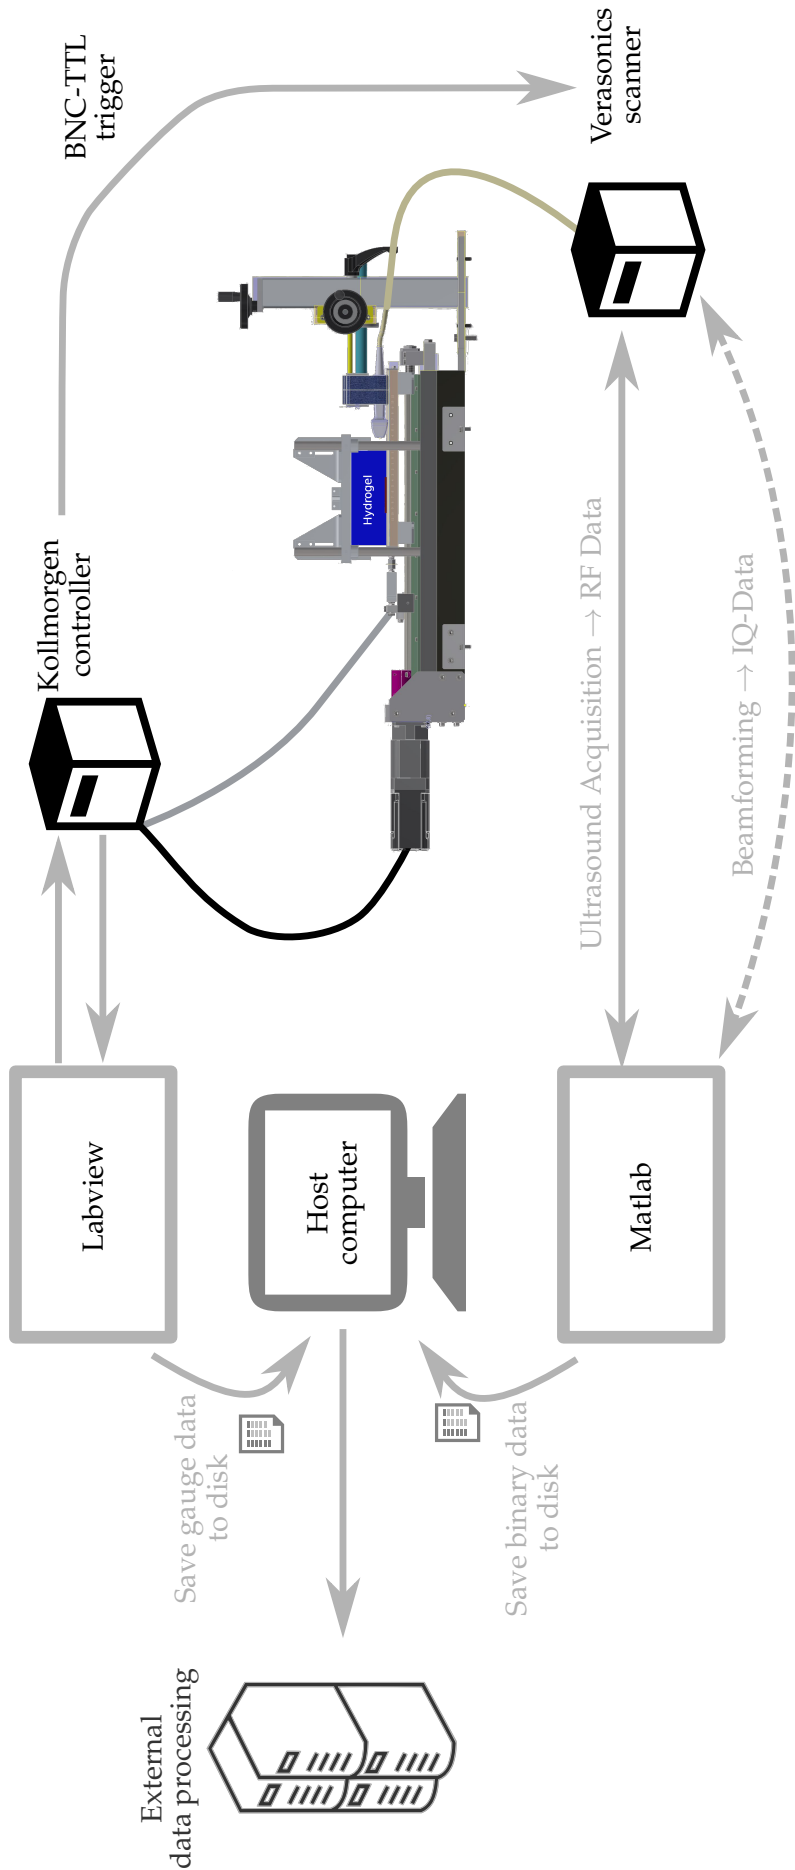 External
data processing
Save gauge data
to disk
Save binary data
to disk
Labview
Host
computer
Matlab
Kollmorgen
controller
Hydrogel
Ultrasound Acquisition → RF Data
Beamforming → IQ-Data
BNC-TTL
trigger
Verasonics
scanner